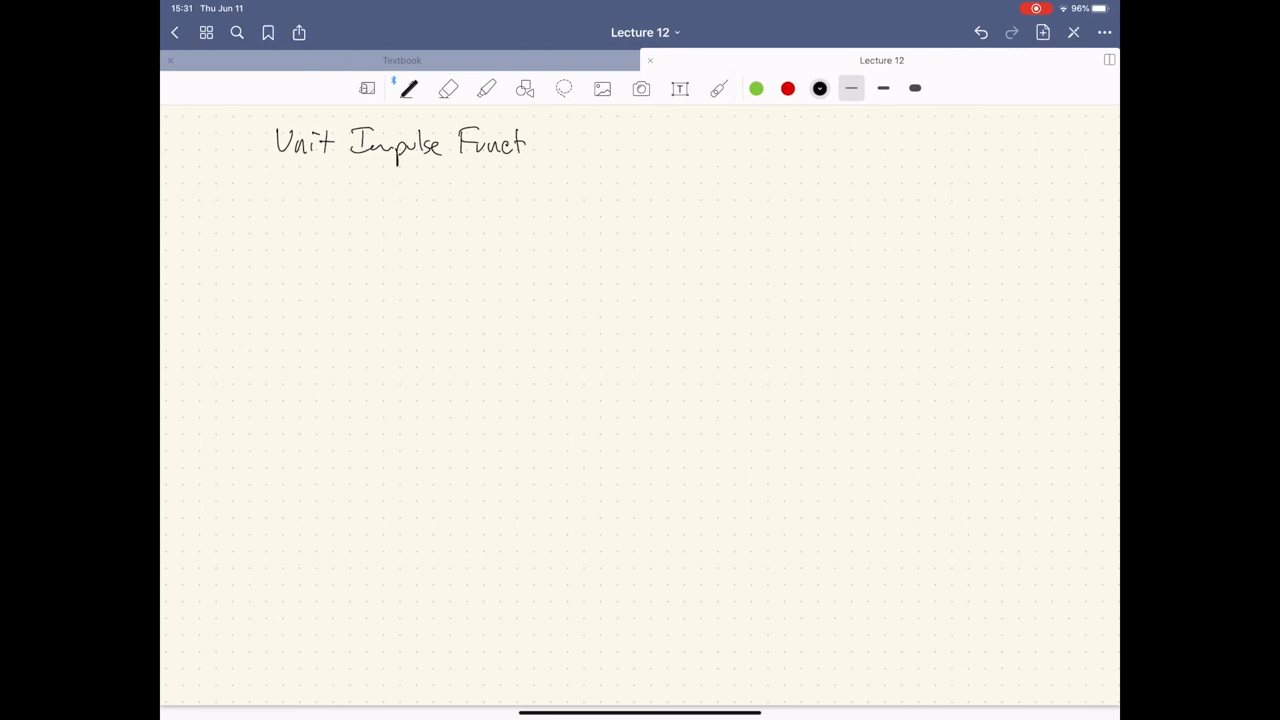 15:31 Thu Jun 11
96%
Lecture 12
Textbook
Lecture 12
T
Unit Impulse Funct